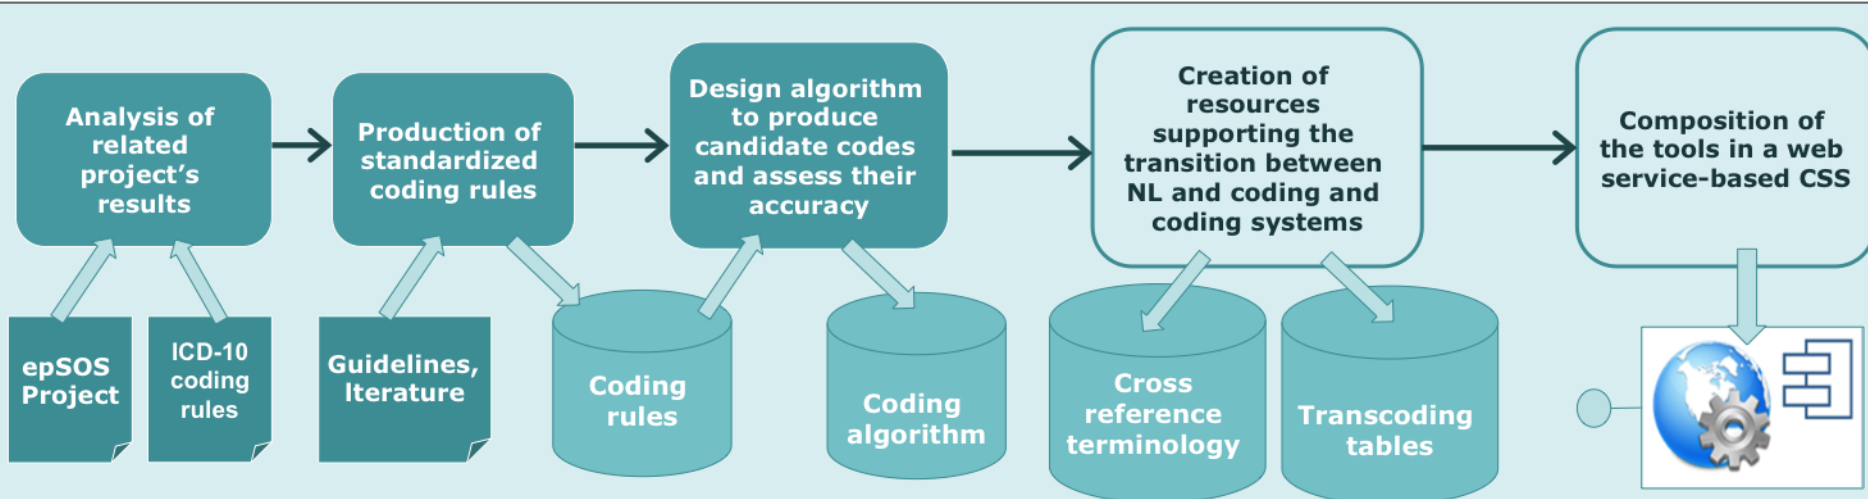 Analysis of
related
project's
results
Production of
standardized
coding rules
Design algorithm
to produce
candidate codes
and assess their
accuracy
Creation of
resources
supporting the
transition between
NL and coding and
coding systems
Composition of
the tools in a web
service-based CSS
epSOS
Project
ICD-10
coding
rules
Guidelines,
lterature
Coding
rules
Coding
algorithm
Cross
reference
terminology
Transcoding
tables